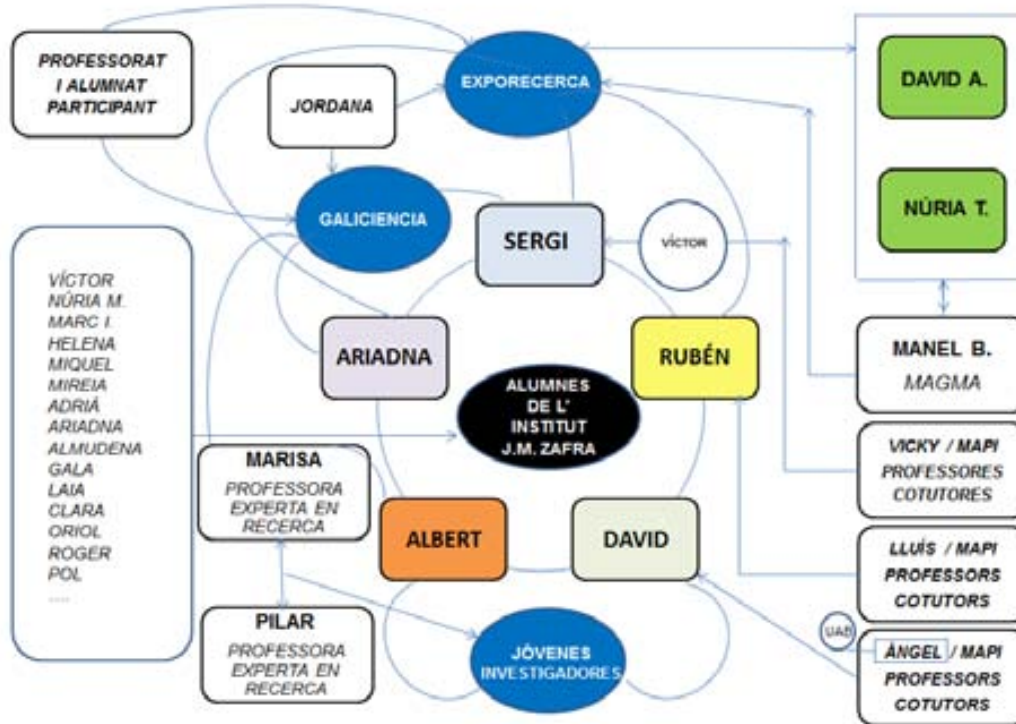 PROFESSORAT
I ALUMNAT
PARTICIPANT
JORDANA
EXPORECERCA
DAVID A.
NÚRIA T.
GALICIENCIA
SERGI
VÍCTOR
VÍCTOR
NÚRIA M.
MARC I.
HELENA
MIQUEL
MIREIA
ADRIÁ
ARIADNA
ALMUDENA
GALA
LAIA
CLARA
ORIOL
ROGER
POL
....
ARIADNA
RUBÉN
MANEL B.
MAGMA
ALUMNES
DE L'
INSTITUT
J.M. ZAFRA
MARISA
PROFESSORA
EXPERTA EN
RECERCA
VICKY / MAPI
PROFESSORES
COTUTORES
ALBERT
DAVID
LLUÍS / MAPI
PROFESSORS
COTUTORS
PILAR
PROFESSORA
EXPERTA EN
RECERCA
JÓVENES
INVESTIGADORES
UAB
ÀNGEL / MAPI
PROFESSORS
COTUTORS